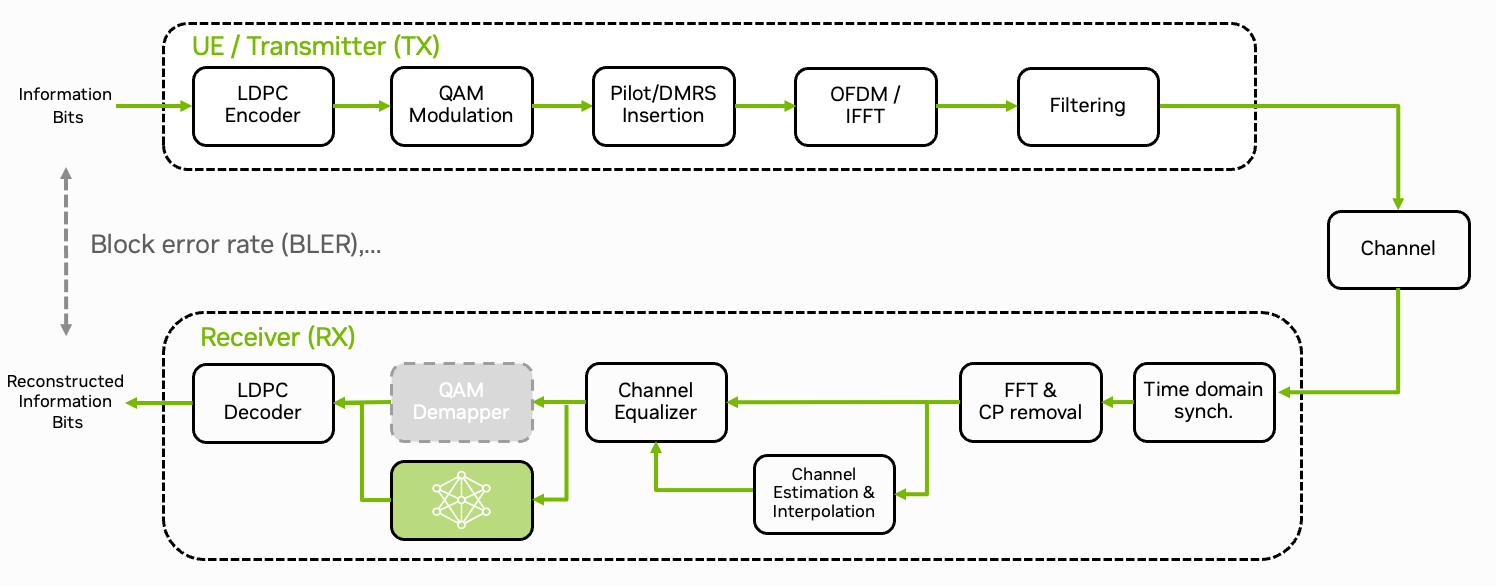 UE / Transmitter (TX)
Information
Bits
LDPC
Encoder
QAM
Modulation
Pilot/DMRS
Insertion
OFDM /
IFFT
Filtering
Channel
Block error rate (BLER),...
Receiver (RX)
Reconstructed
Information
Bits
LDPC
Decoder
QAM
Demapper
Channel
Equalizer
Channel
Estimation &
Interpolation
FFT &
CP removal
Time domain
synch.